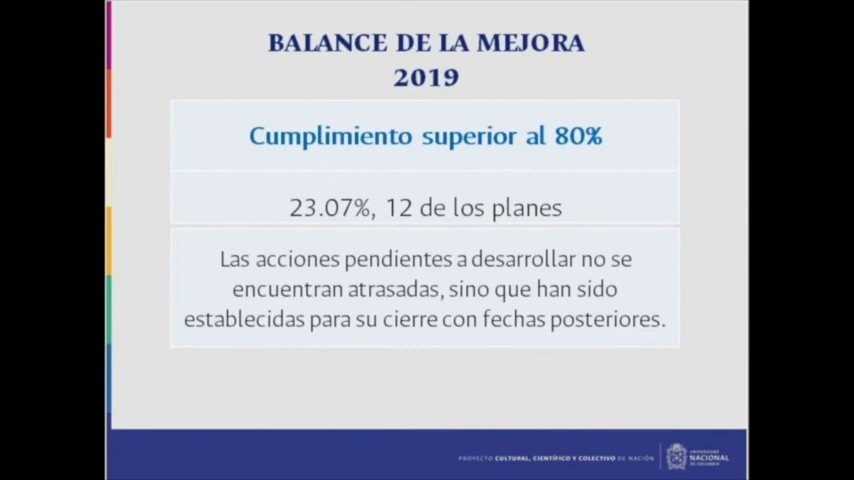 BALANCE DE LA MEJORA
2019
Cumplimiento superior al 80%
23.07%, 12 de los planes
Las acciones pendientes a desarrollar no se
encuentran atrasadas, sino que han sido
establecidas para su cierre con fechas posteriores.
PROYECTO CULTURAL, CIENTÍFICO Y COLECTIVO DE NACIÓN
UNIVERSIDAD
NACIONAL
DE COLOMBIA